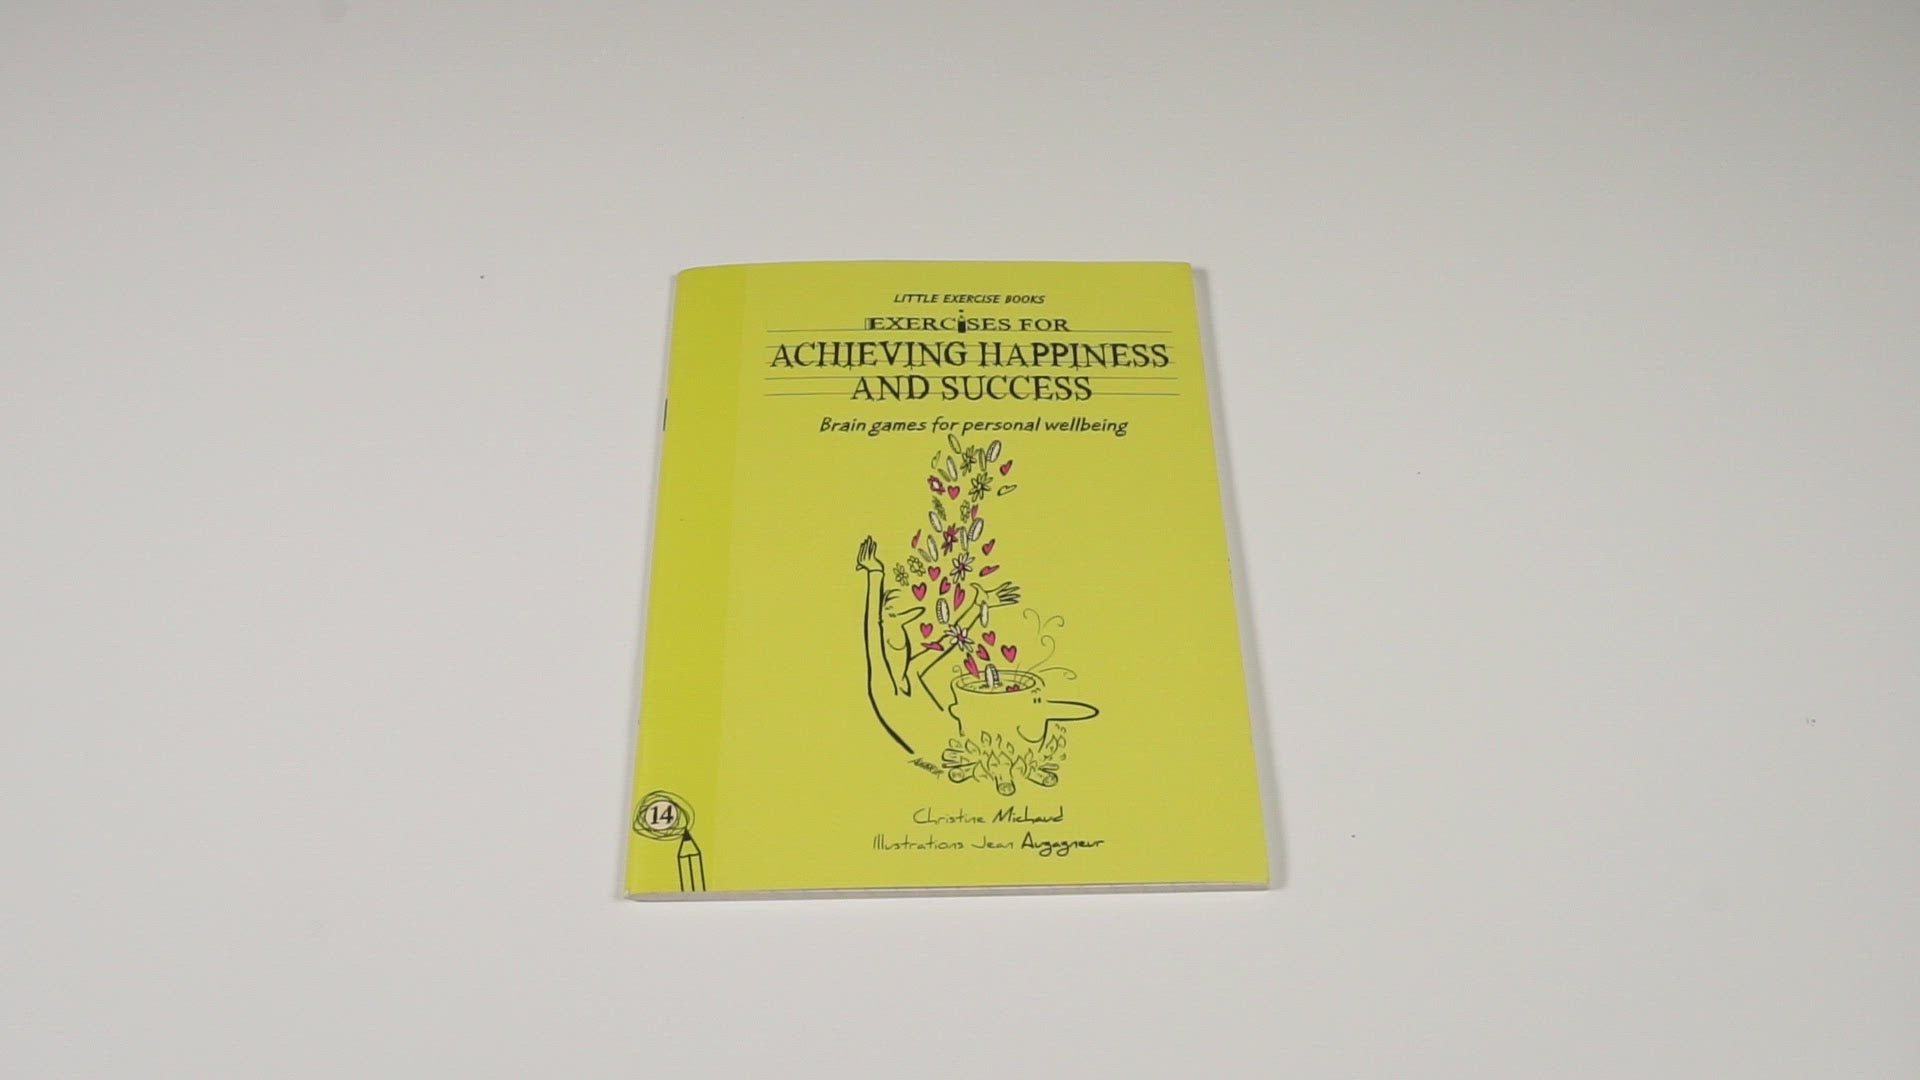 LITTLE EXERCISE BOOKS
EXERCISES FOR
ACHIEVING HAPPINESS
AND SUCCESS
Brain games for personal wellbeing
14
Christine Michaud
Illustrations Jean Augagneur